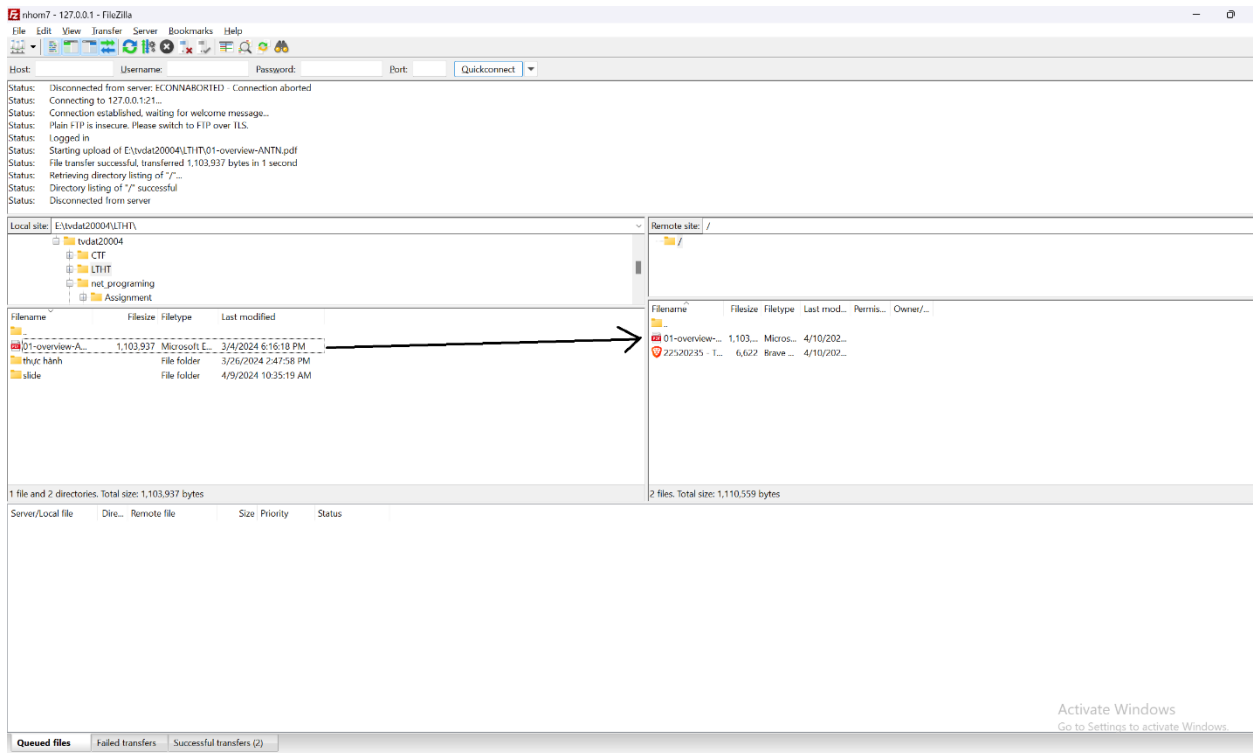 nhom7 - 127.0.0.1 - FileZilla
File Edit View Transfer Server Bookmarks Help
Host: Username: Password: Port: Quickconnect
Status: Disconnected from server: ECONNABORTED - Connection aborted
Status: Connecting to 127.0.0.1:21...
Status: Connection established, waiting for welcome message...
Status: Plain FTP is insecure. Please switch to FTP over TLS.
Status: Logged in
Status: Starting upload of E:\tvdat20004\LTHT\01-overview-ANTN.pdf
Status: File transfer successful, transferred 1,103,937 bytes in 1 second
Status: Retrieving directory listing of "/"...
Status: Directory listing of "/" successful
Status: Disconnected from server
Local site: E:\tvdat20004\LTHT\
tvdat20004
CTF
LTHT
net_programing
Assignment
Filename Filesize Filetype Last modified
..
01-overview-A... 1,103,937 Microsoft E... 3/4/2024 6:16:18 PM
thực hành File folder 3/26/2024 2:47:58 PM
slide File folder 4/9/2024 10:35:19 AM
1 file and 2 directories. Total size: 1,103,937 bytes
Remote site: /
/
Filename Filesize Filetype Last mod... Permis... Owner/...
..
01-overview-... 1,103,... Micros... 4/10/202...
22520235 - T... 6,622 Brave ... 4/10/202...
2 files. Total size: 1,110,559 bytes
Server/Local file Dire... Remote file Size Priority Status
Activate Windows
Go to Settings to activate Windows.
Queued files Failed transfers Successful transfers (2)